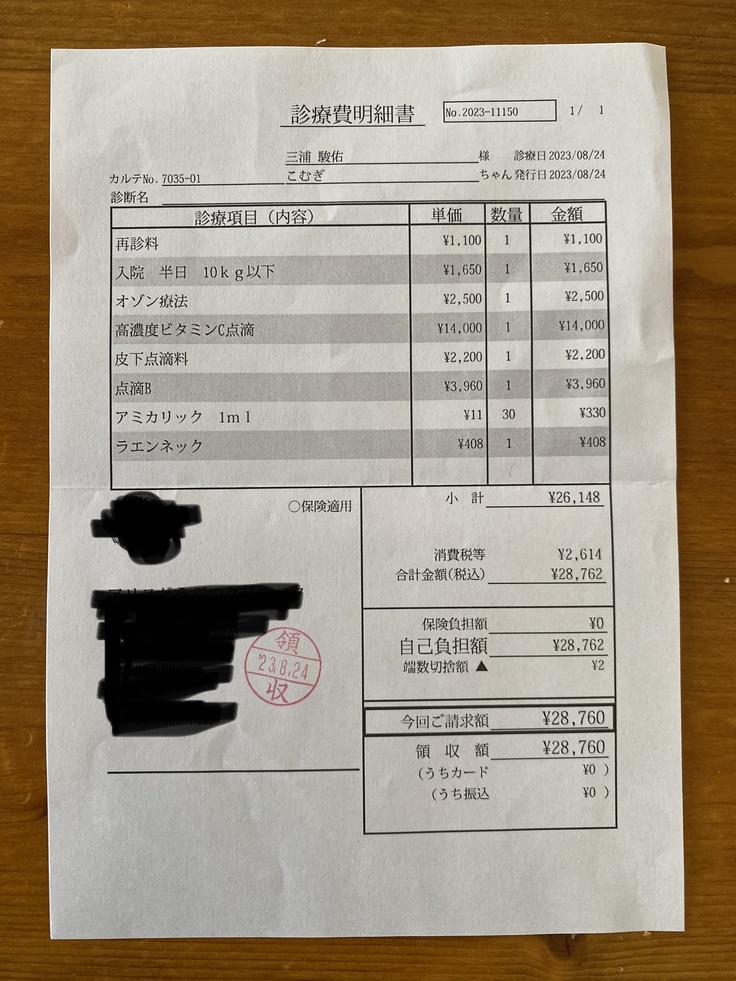 診療費明細書 No.2023-11150 1/ 1
三浦 駿佑 様 診療日 2023/08/24
カルテNo. 7035-01 こむぎ ちゃん 発行日 2023/08/24
診断名
診療項目（内容） 単価 数量 金額
再診料 ¥1,100 1 ¥1,100
入院 半日 10ｋｇ以下 ¥1,650 1 ¥1,650
オゾン療法 ¥2,500 1 ¥2,500
高濃度ビタミンC点滴 ¥14,000 1 ¥14,000
皮下点滴料 ¥2,200 1 ¥2,200
点滴B ¥3,960 1 ¥3,960
アミカリック 1ｍｌ ¥11 30 ¥330
ラエンネック ¥408 1 ¥408
○保険適用
小 計 ¥26,148
消費税等 ¥2,614
合計金額(税込) ¥28,762
保険負担額 ¥0
自己負担額 ¥28,762
端数切捨額 ▲ ¥2
今回ご請求額 ¥28,760
領 収 額 ¥28,760
(うちカード ¥0 )
(うち振込 ¥0 )
領
'23.8.24
収